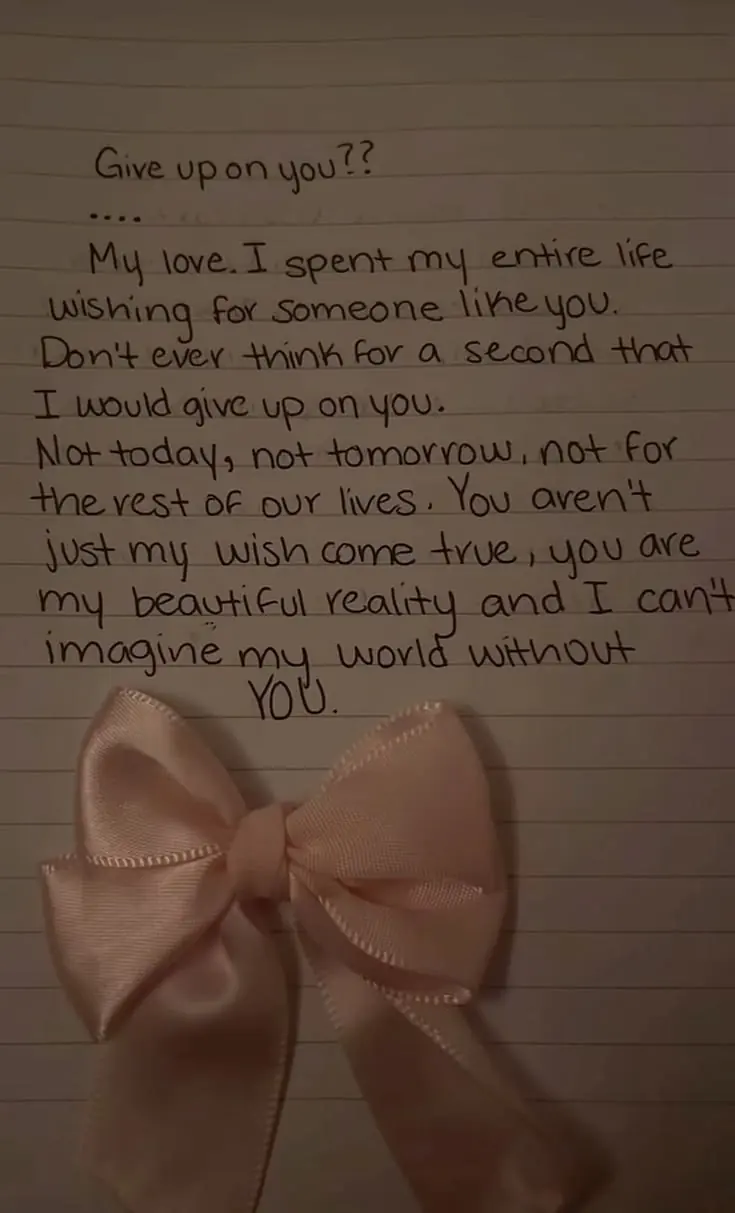 Give up on you??
....
My love. I spent my entire life
wishing for someone like you.
Don't ever think for a second that
I would give up on you.
Not today, not tomorrow, not for
the rest of our lives. You aren't
just my wish come true, you are
my beautiful reality and I can't
imagine my world without
YOU.